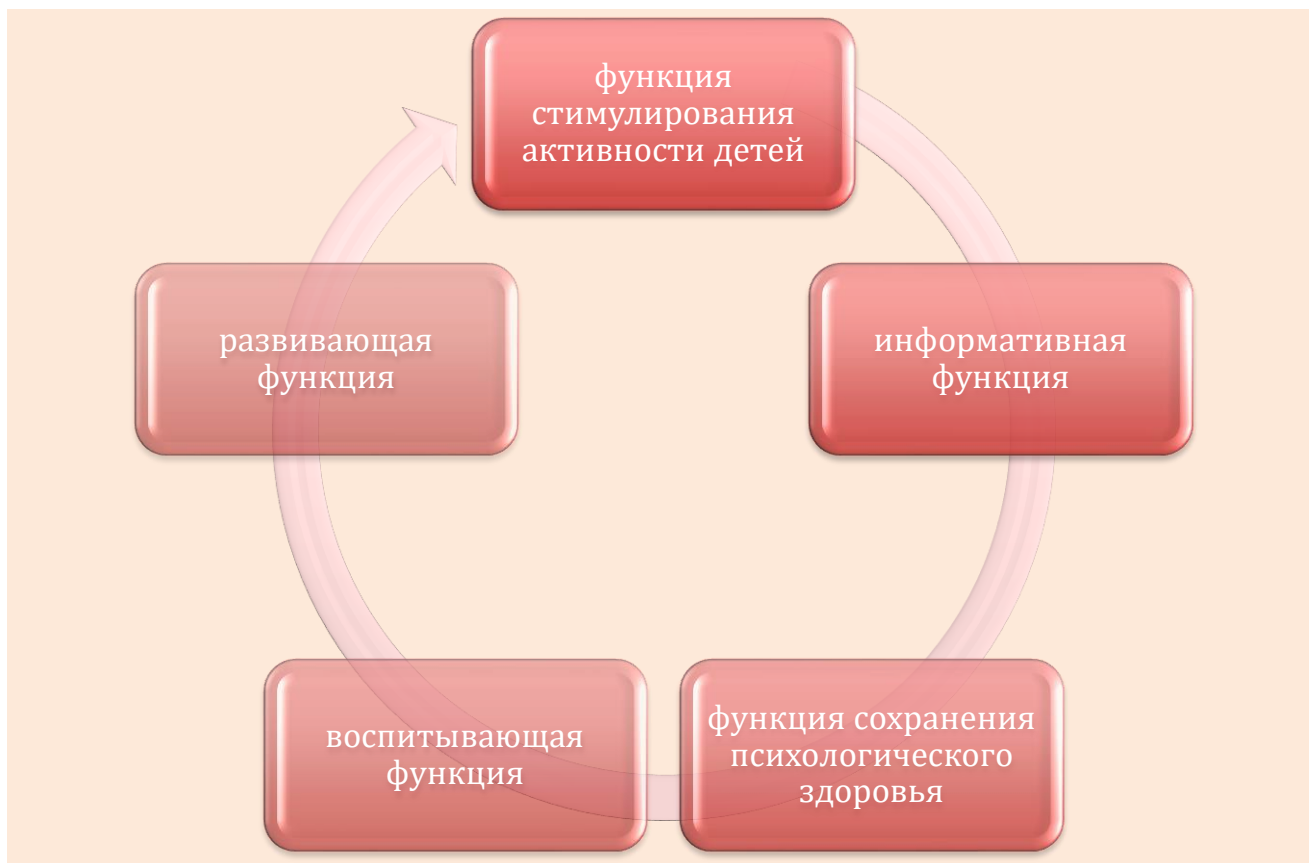 функция
стимулирования
активности детей
информативная
функция
функция сохранения
психологического
здоровья
воспитывающая
функция
развивающая
функция